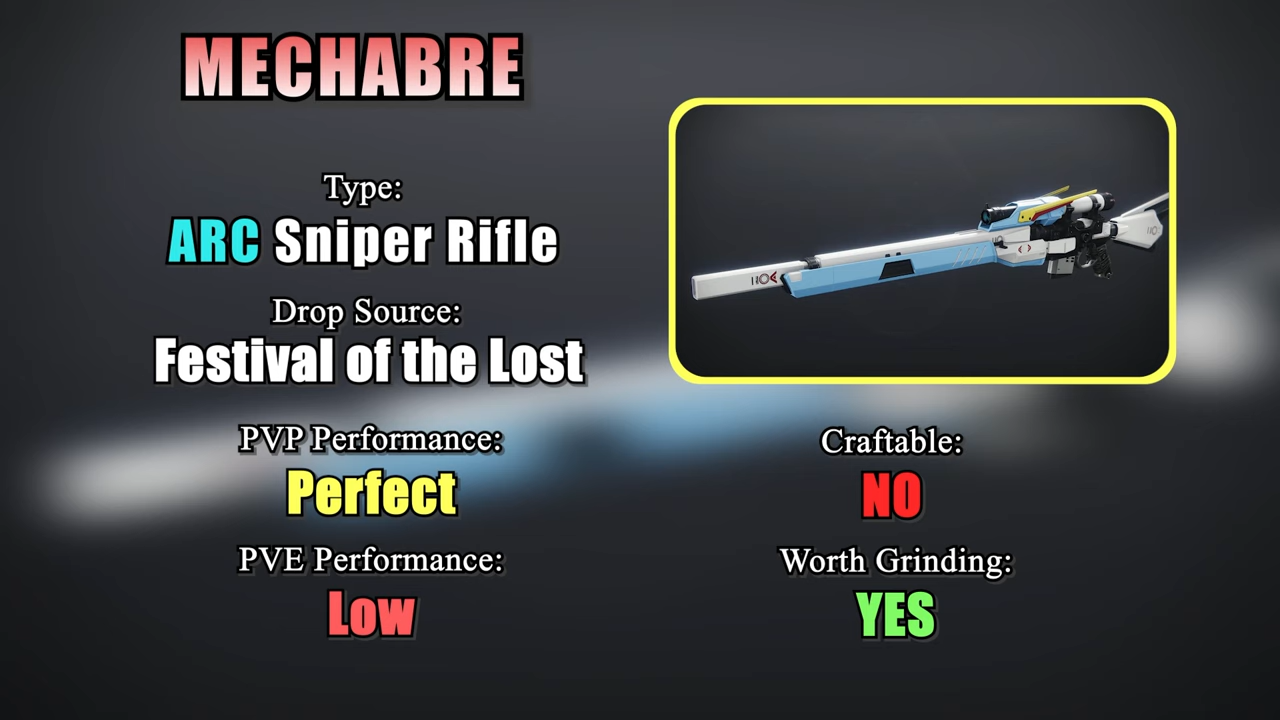 MECHABRE
Type:
ARC Sniper Rifle
Drop Source:
Festival of the Lost
PVP Performance:
Perfect
PVE Performance:
Low
Craftable:
NO
Worth Grinding:
YES